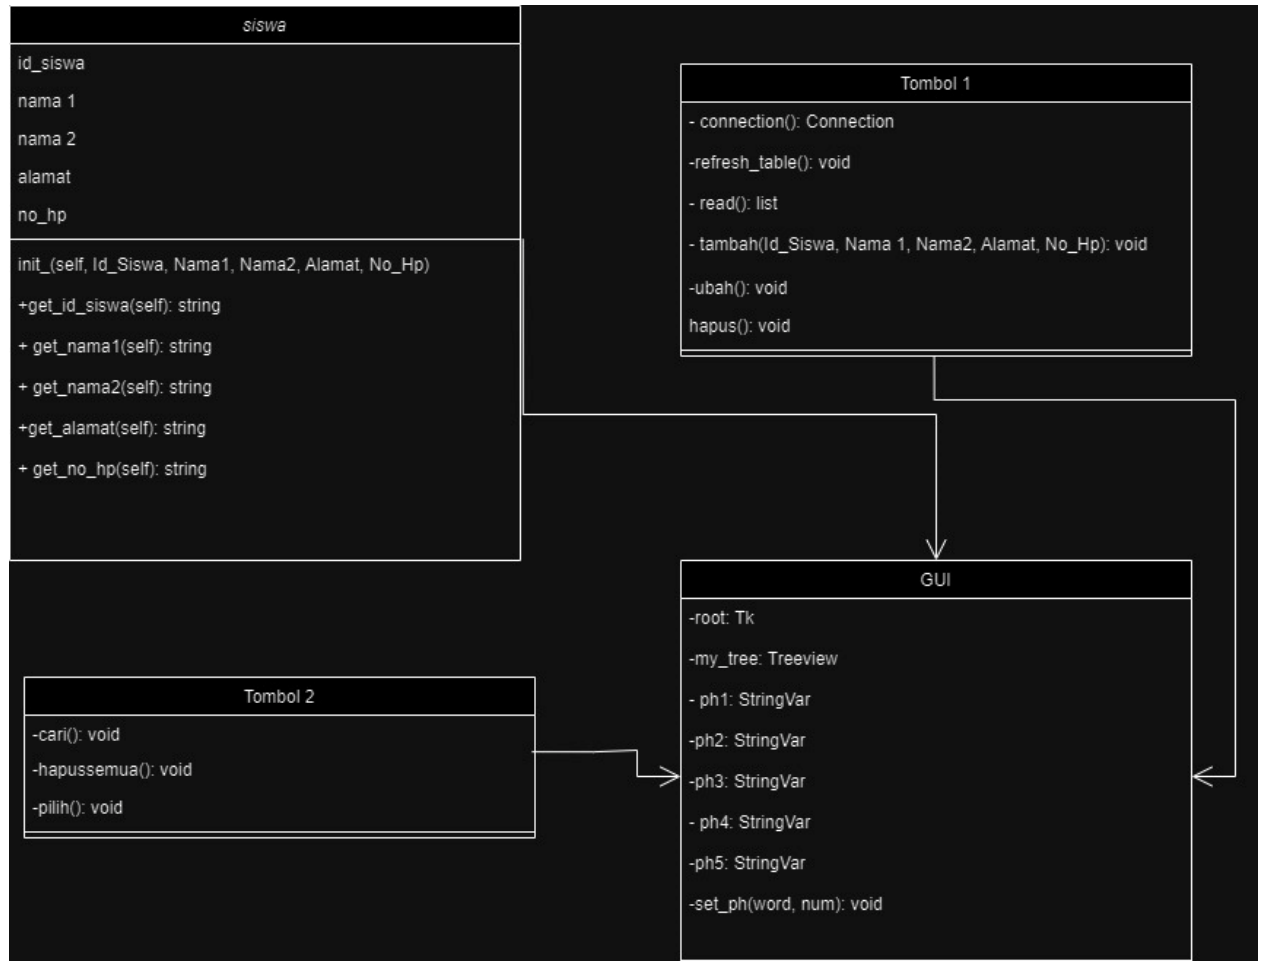 siswa
id_siswa
nama 1
nama 2
alamat
no_hp
init_(self, Id_Siswa, Nama1, Nama2, Alamat, No_Hp)
+get_id_siswa(self): string
+ get_nama1(self): string
+ get_nama2(self): string
+get_alamat(self): string
+ get_no_hp(self): string
Tombol 1
- connection(): Connection
-refresh_table(): void
- read(): list
- tambah(Id_Siswa, Nama 1, Nama2, Alamat, No_Hp): void
-ubah(): void
hapus(): void
Tombol 2
-cari(): void
-hapussemua(): void
-pilih(): void
GUI
-root: Tk
-my_tree: Treeview
- ph1: StringVar
-ph2: StringVar
-ph3: StringVar
- ph4: StringVar
-ph5: StringVar
-set_ph(word, num): void